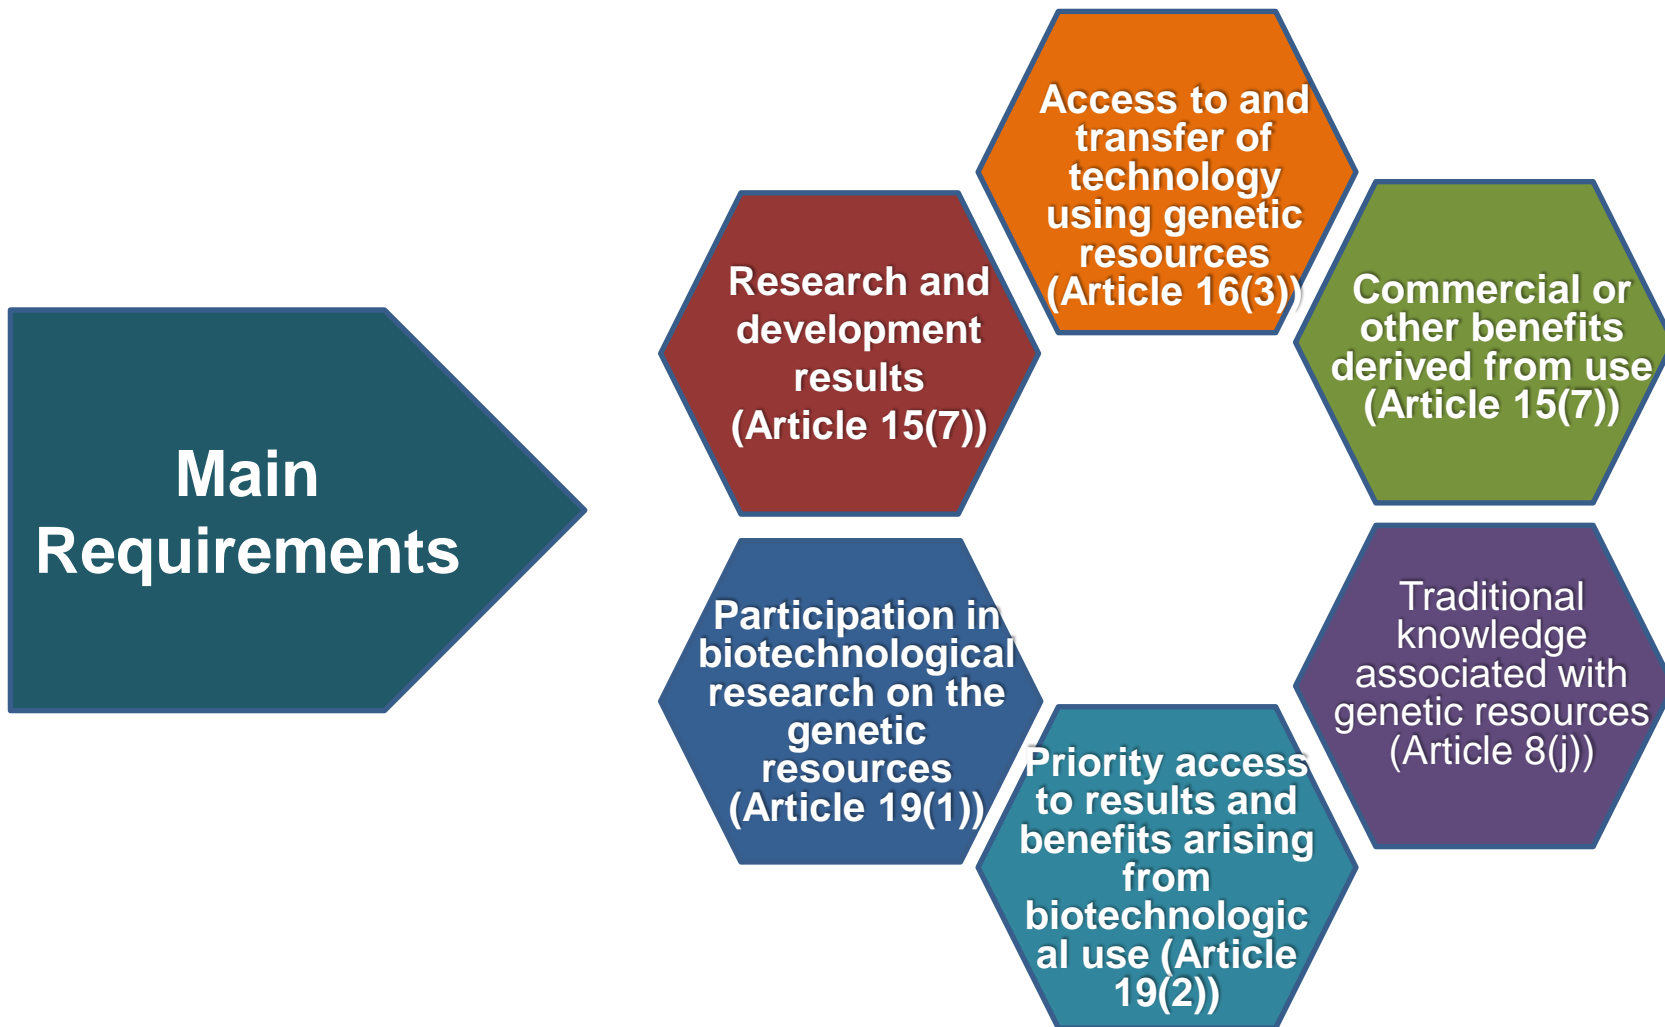 Main
Requirements
Access to and
transfer of
technology
using genetic
resources
(Article 16(3))
Research and
development
results
(Article 15(7))
Commercial or
other benefits
derived from use
(Article 15(7))
Participation in
biotechnological
research on the
genetic
resources
(Article 19(1))
Traditional
knowledge
associated with
genetic resources
(Article 8(j))
Priority access
to results and
benefits arising
from
biotechnologic
al use (Article
19(2))